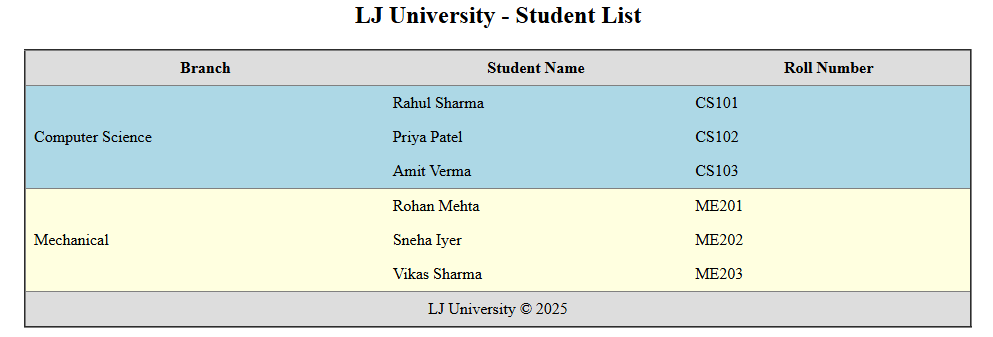 LJ University - Student List
Branch Student Name Roll Number
Rahul Sharma CS101
Computer Science Priya Patel CS102
Amit Verma CS103
Rohan Mehta ME201
Mechanical Sneha Iyer ME202
Vikas Sharma ME203
LJ University © 2025